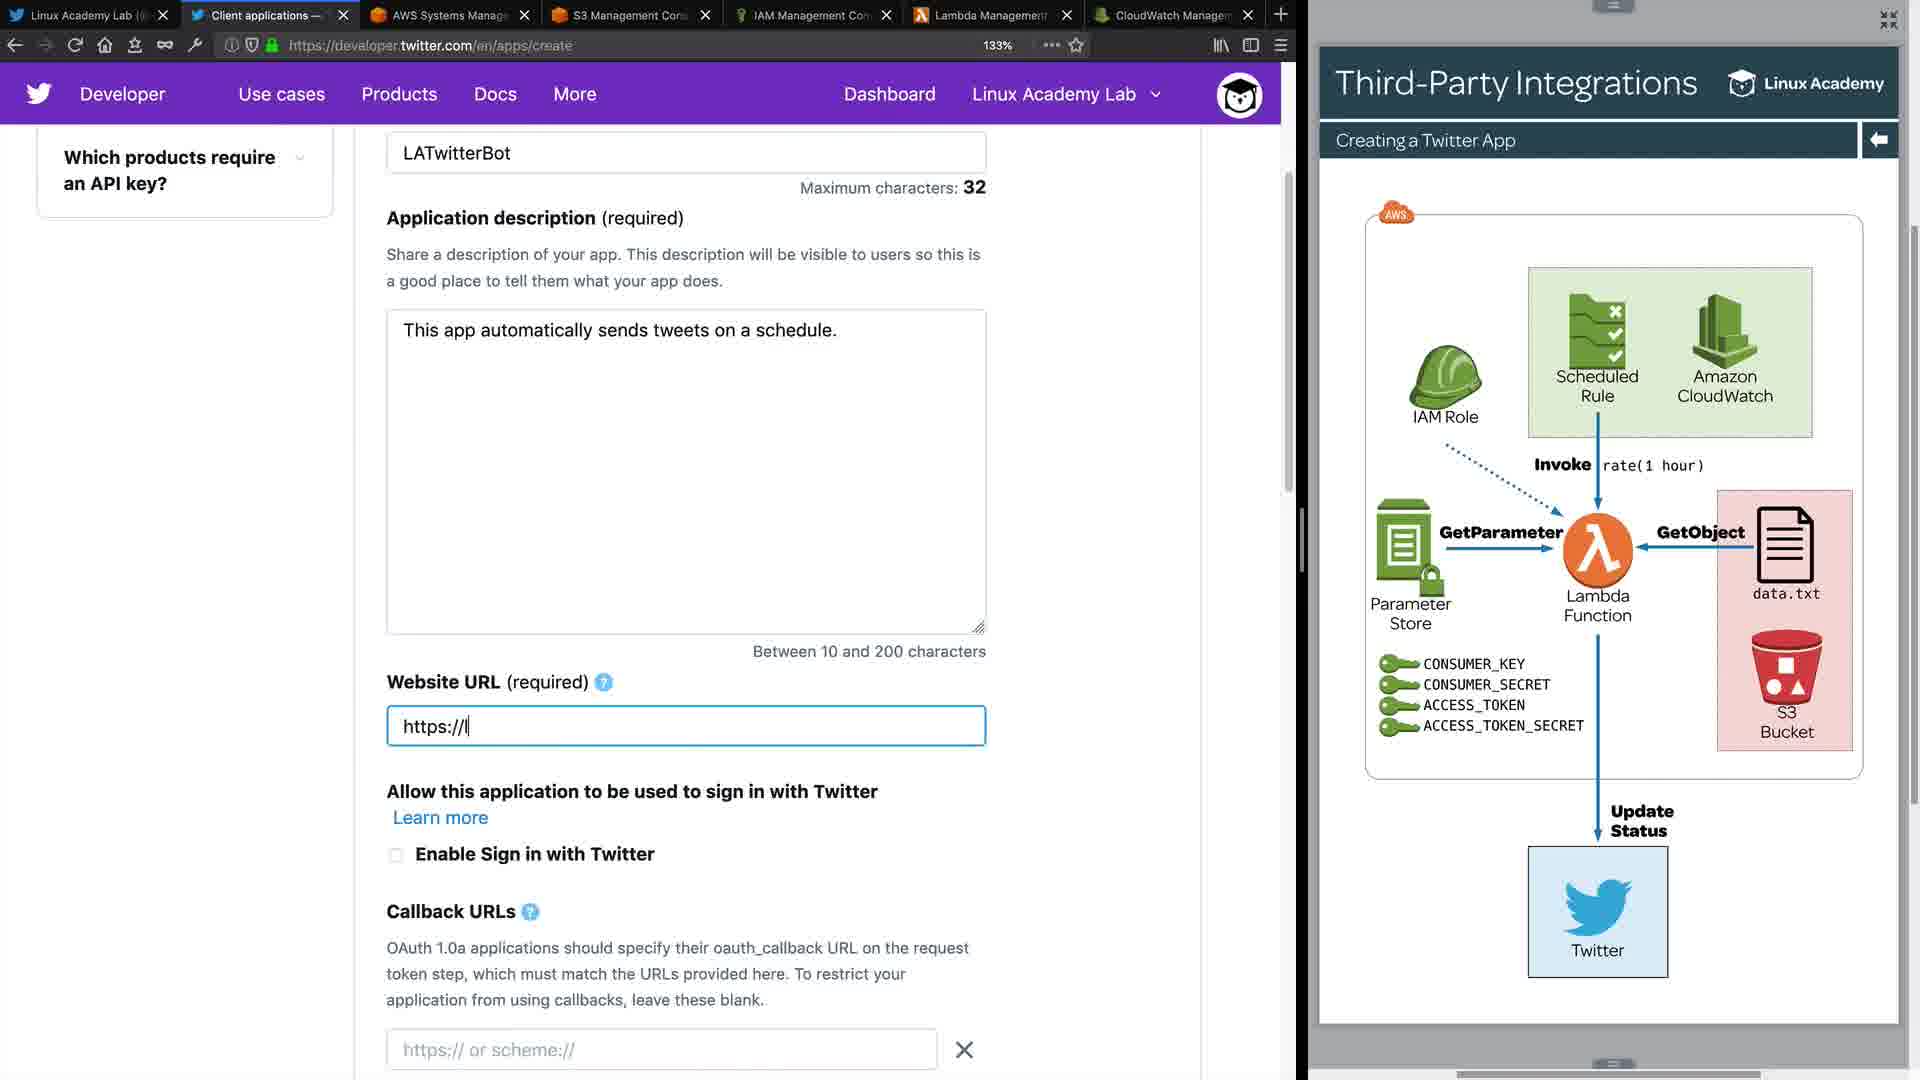 Linux Academy Lab (@
Client applications —
AWS Systems Manage
S3 Management Cons
IAM Management Con
Lambda Management
CloudWatch Managem
https://developer.twitter.com/en/apps/create
133%
Developer
Use cases
Products
Docs
More
Dashboard
Linux Academy Lab
Which products require
an API key?
LATwitterBot
Maximum characters: 32
Application description (required)
Share a description of your app. This description will be visible to users so this is
a good place to tell them what your app does.
This app automatically sends tweets on a schedule.
Between 10 and 200 characters
Website URL (required) ?
https://l
Allow this application to be used to sign in with Twitter
Learn more
Enable Sign in with Twitter
Callback URLs ?
OAuth 1.0a applications should specify their oauth_callback URL on the request
token step, which must match the URLs provided here. To restrict your
application from using callbacks, leave these blank.
https:// or scheme://
Third-Party Integrations
Linux Academy
Creating a Twitter App
AWS
Scheduled
Rule
Amazon
CloudWatch
IAM Role
Invoke rate(1 hour)
GetParameter
GetObject
λ
Lambda
Function
data.txt
Parameter
Store
CONSUMER_KEY
CONSUMER_SECRET
ACCESS_TOKEN
ACCESS_TOKEN_SECRET
S3
Bucket
Update
Status
Twitter